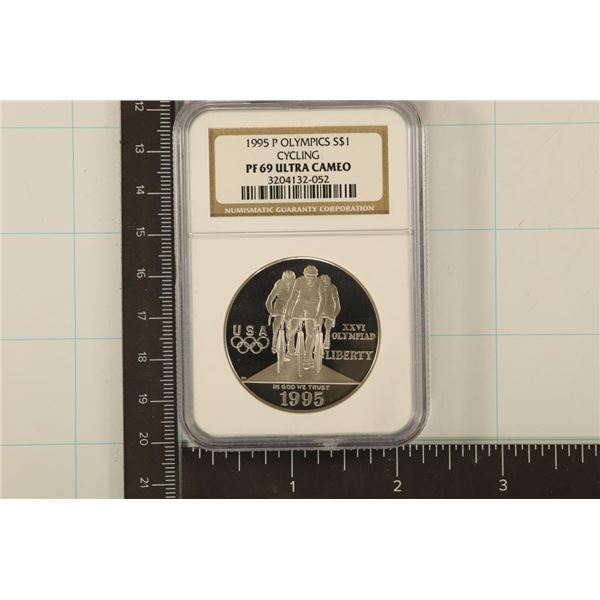 1995 P OLYMPICS S$1
CYCLING
PF 69 ULTRA CAMEO
3204132-052
NUMISMATIC GUARANTY CORPORATION
USA
XXVI
OLYMPIAD
LIBERTY
IN GOD WE TRUST
1995
12
13
14
15
16
17
18
19
20
21
1 2 3